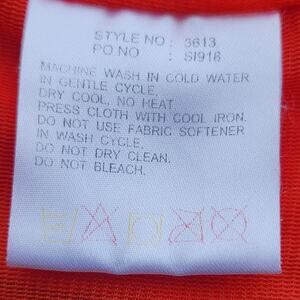 STYLE NO : 3613
PO NO : SI916
MACHINE WASH IN COLD WATER
IN GENTLE CYCLE,
DRY COOL, NO HEAT
PRESS CLOTH WITH COOL IRON.
DO NOT USE FABRIC SOFTENER
IN WASH CYCLE.
DO NOT DRY CLEAN.
DO NOT BLEACH.